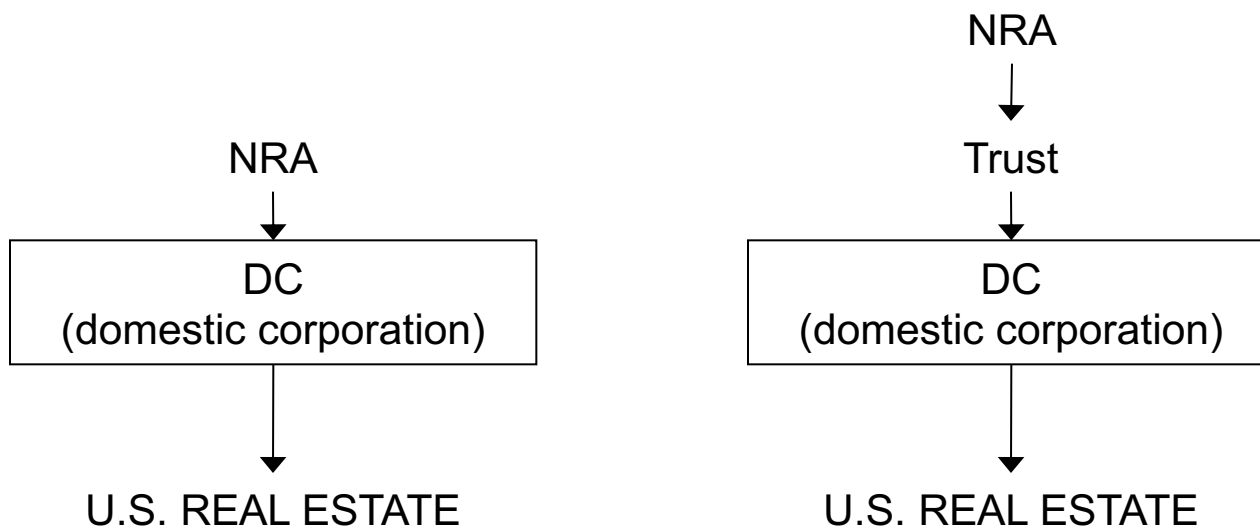 NRA
DC
(domestic corporation)
U.S. REAL ESTATE
NRA
Trust
DC
(domestic corporation)
U.S. REAL ESTATE